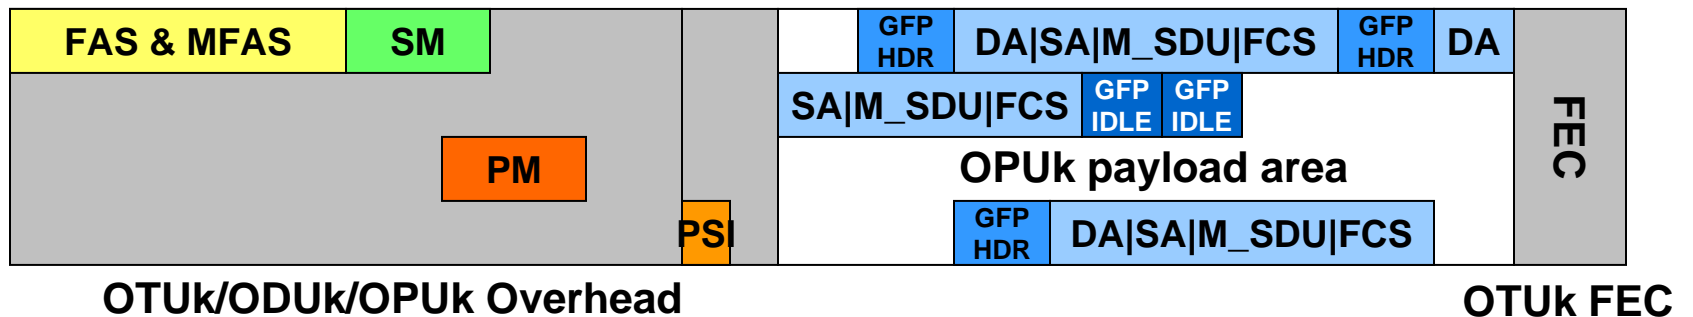 FAS & MFAS SM GFP HDR DA|SA|M_SDU|FCS GFP HDR DA
SA|M_SDU|FCS GFP IDLE GFP IDLE
FEC
PM OPUk payload area
PSI GFP HDR DA|SA|M_SDU|FCS
OTUk/ODUk/OPUk Overhead OTUk FEC